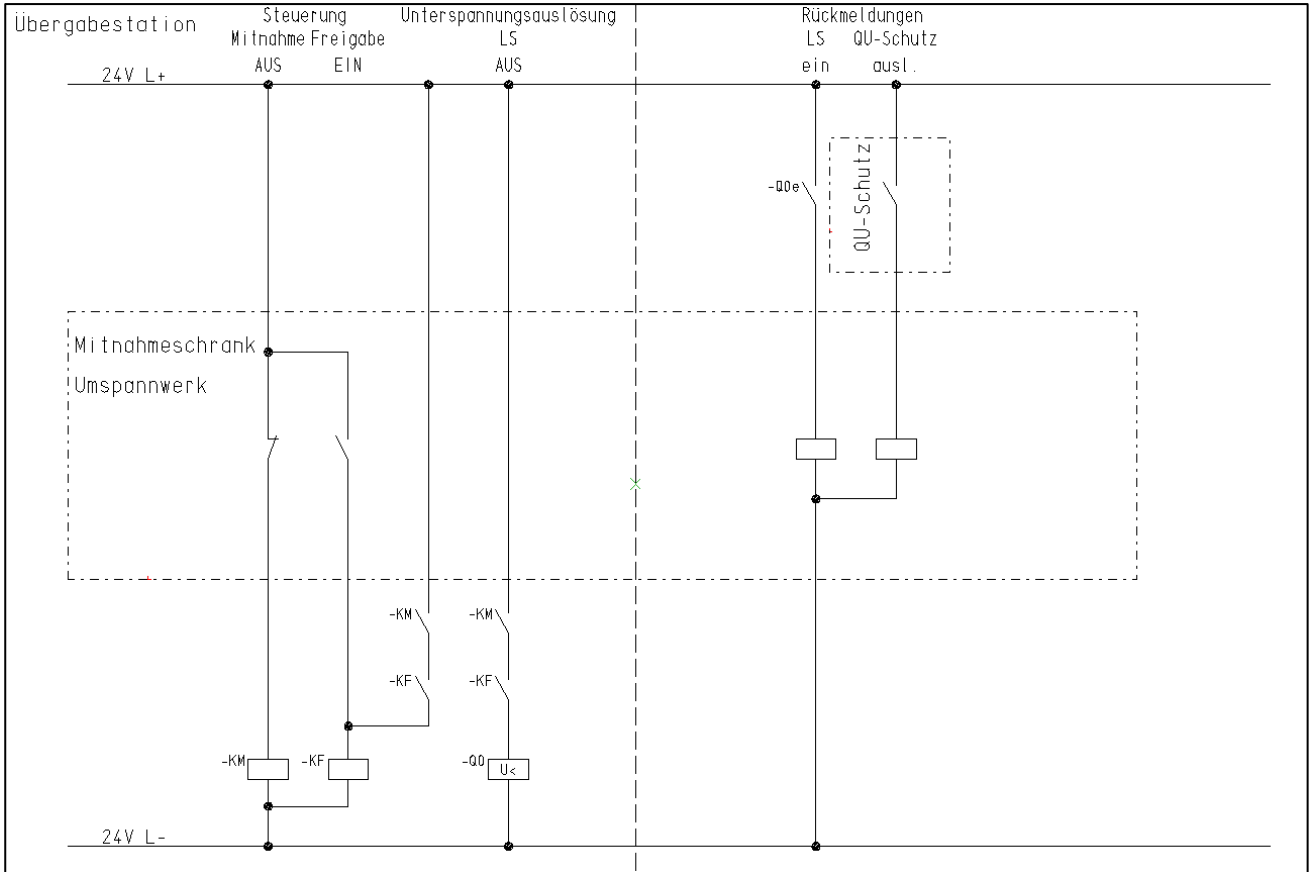 Übergabestation
Steuerung
Unterspannungsauslösung
Rückmeldungen
Mitnahme Freigabe
LS
LS QU-Schutz
AUS EIN
AUS
ein ausl.
24V L+
-Q0e
QU-Schutz
Mitnahmeschrank
Umspannwerk
-KM
-KM
-KF
-KF
-KM
-KF
-Q0
U<
24V L-